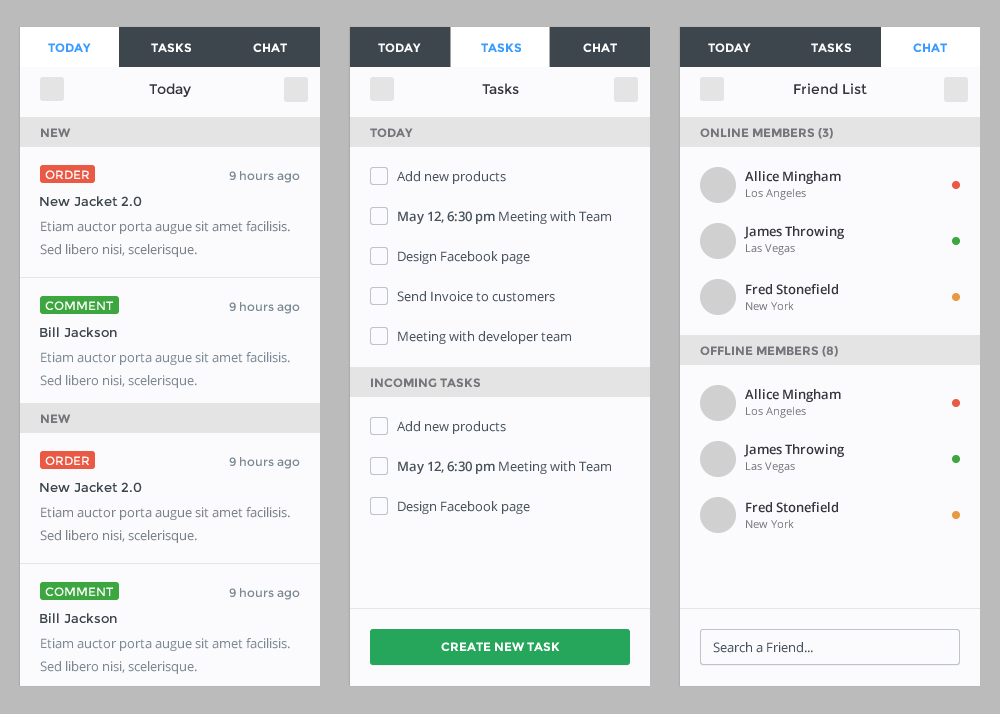 TODAY TASKS CHAT
Today
NEW
ORDER 9 hours ago
New Jacket 2.0
Etiam auctor porta augue sit amet facilisis.
Sed libero nisi, scelerisque.
COMMENT 9 hours ago
Bill Jackson
Etiam auctor porta augue sit amet facilisis.
Sed libero nisi, scelerisque.
NEW
ORDER 9 hours ago
New Jacket 2.0
Etiam auctor porta augue sit amet facilisis.
Sed libero nisi, scelerisque.
COMMENT 9 hours ago
Bill Jackson
Etiam auctor porta augue sit amet facilisis.
Sed libero nisi, scelerisque.
TODAY TASKS CHAT
Tasks
TODAY
Add new products
May 12, 6:30 pm Meeting with Team
Design Facebook page
Send Invoice to customers
Meeting with developer team
INCOMING TASKS
Add new products
May 12, 6:30 pm Meeting with Team
Design Facebook page
CREATE NEW TASK
TODAY TASKS CHAT
Friend List
ONLINE MEMBERS (3)
Allice Mingham
Los Angeles
James Throwing
Las Vegas
Fred Stonefield
New York
OFFLINE MEMBERS (8)
Allice Mingham
Los Angeles
James Throwing
Las Vegas
Fred Stonefield
New York
Search a Friend...